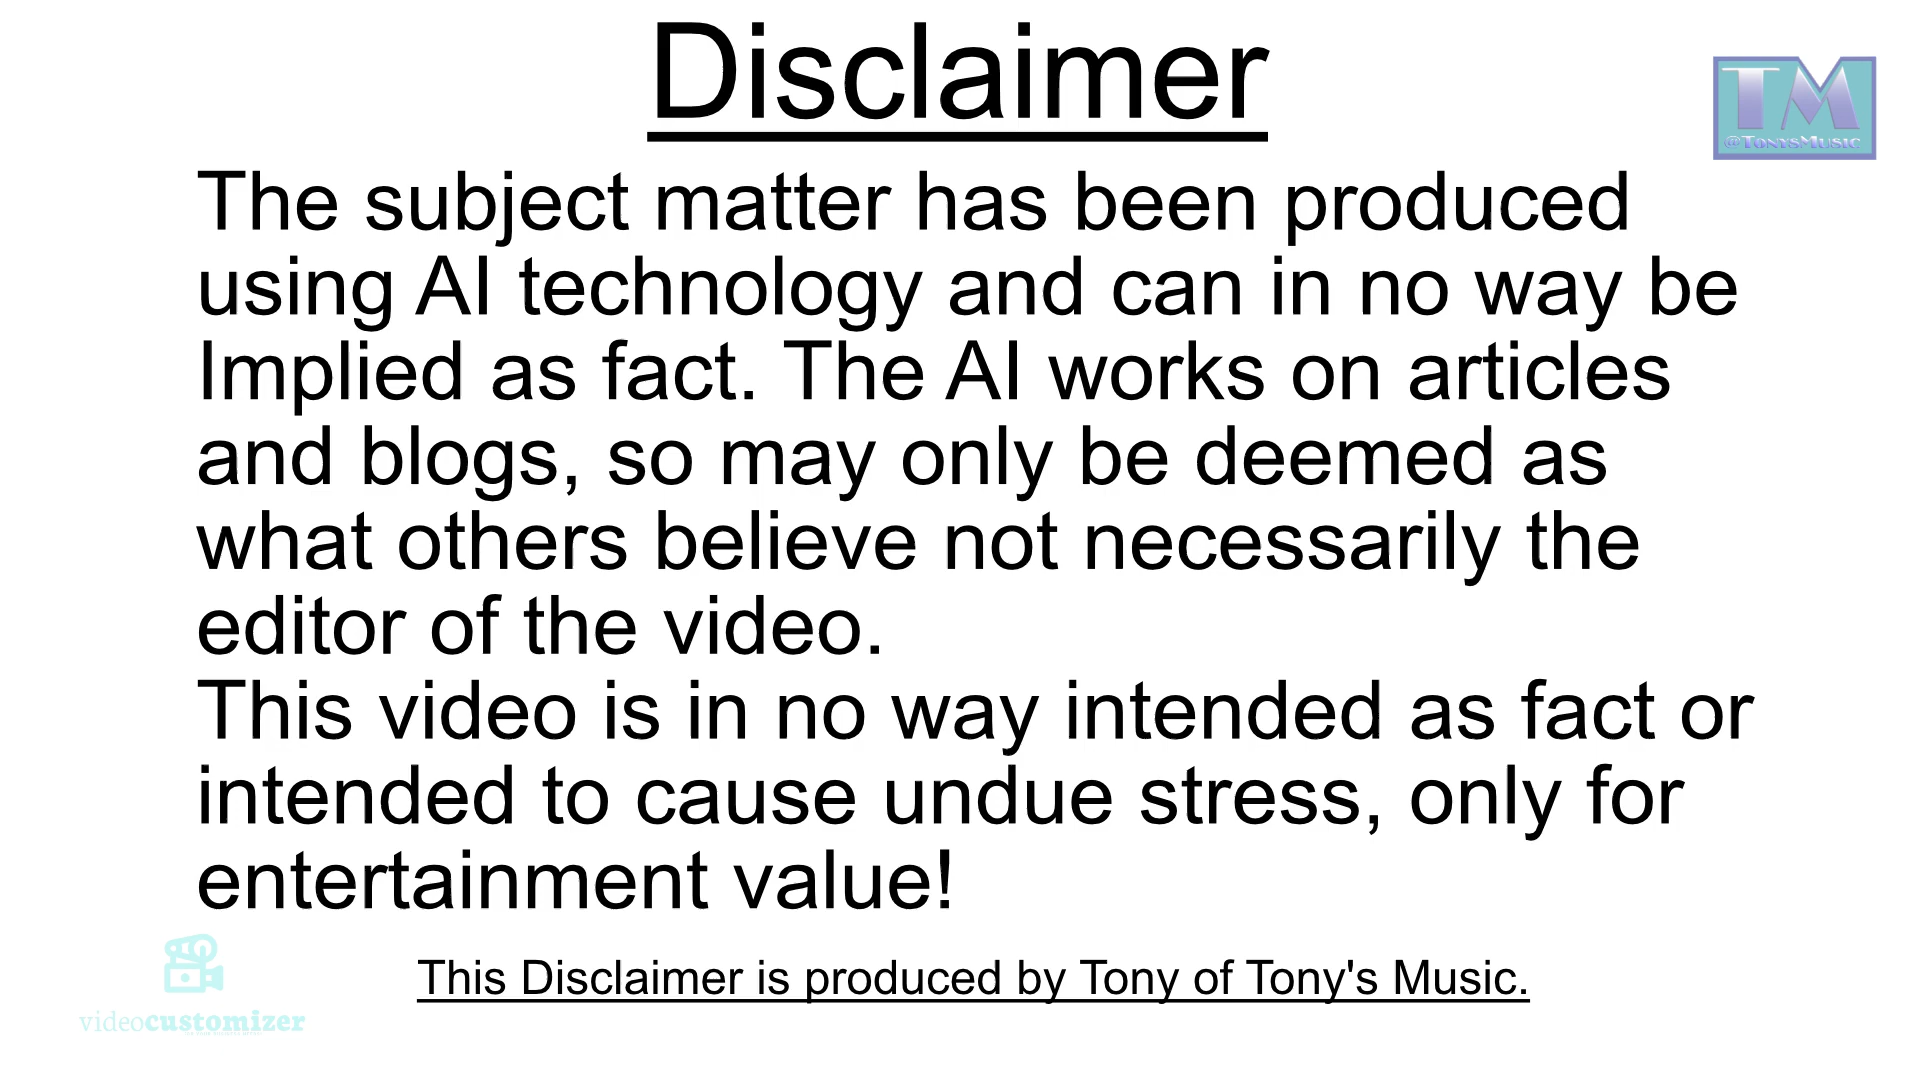 Disclaimer
TM
@TonysMusic
The subject matter has been produced
using AI technology and can in no way be
Implied as fact. The AI works on articles
and blogs, so may only be deemed as
what others believe not necessarily the
editor of the video.
This video is in no way intended as fact or
intended to cause undue stress, only for
entertainment value!
This Disclaimer is produced by Tony of Tony's Music.
videocustomizer